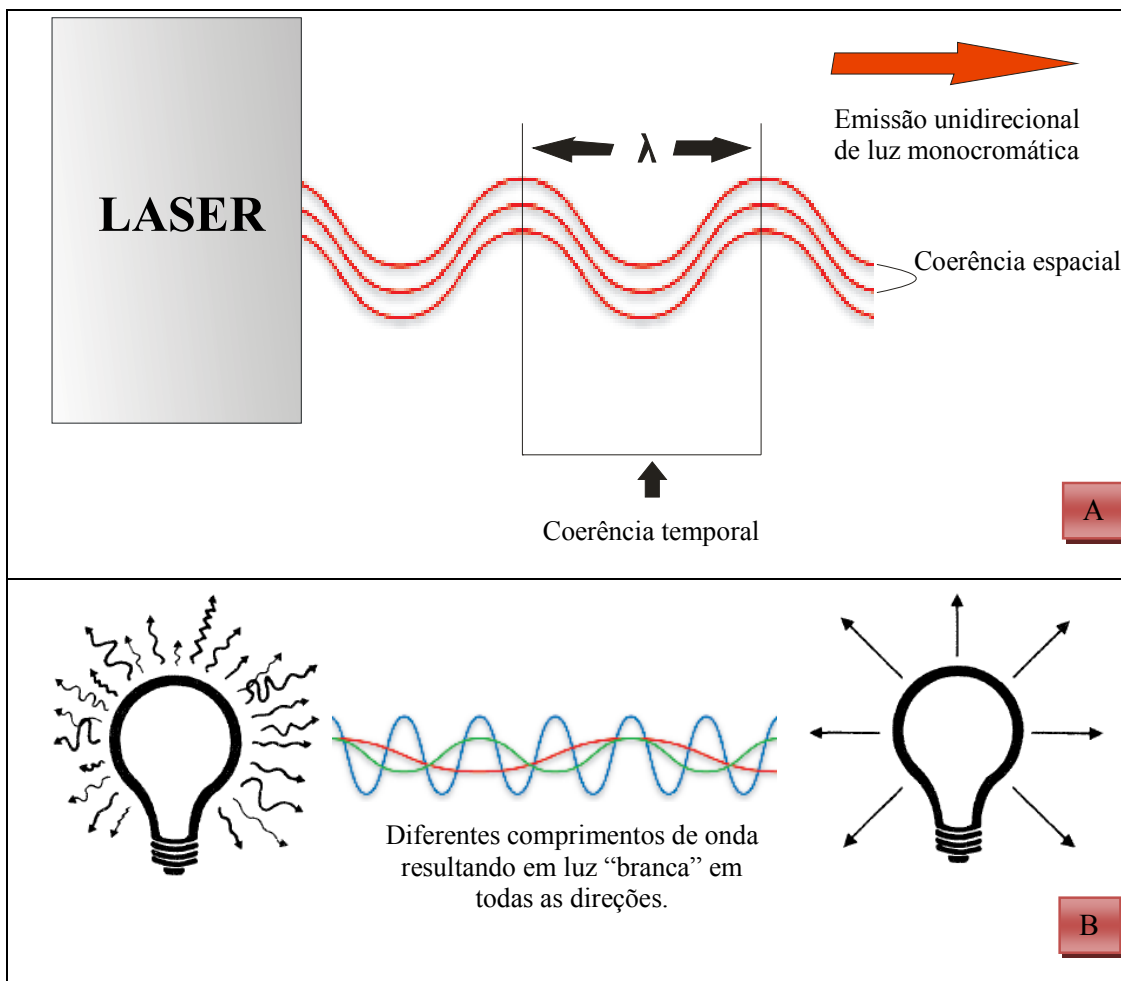 LASER
λ
Emissão unidirecional
de luz monocromática
Coerência espacial
Coerência temporal
A
Diferentes comprimentos de onda
resultando em luz “branca” em
todas as direções.
B